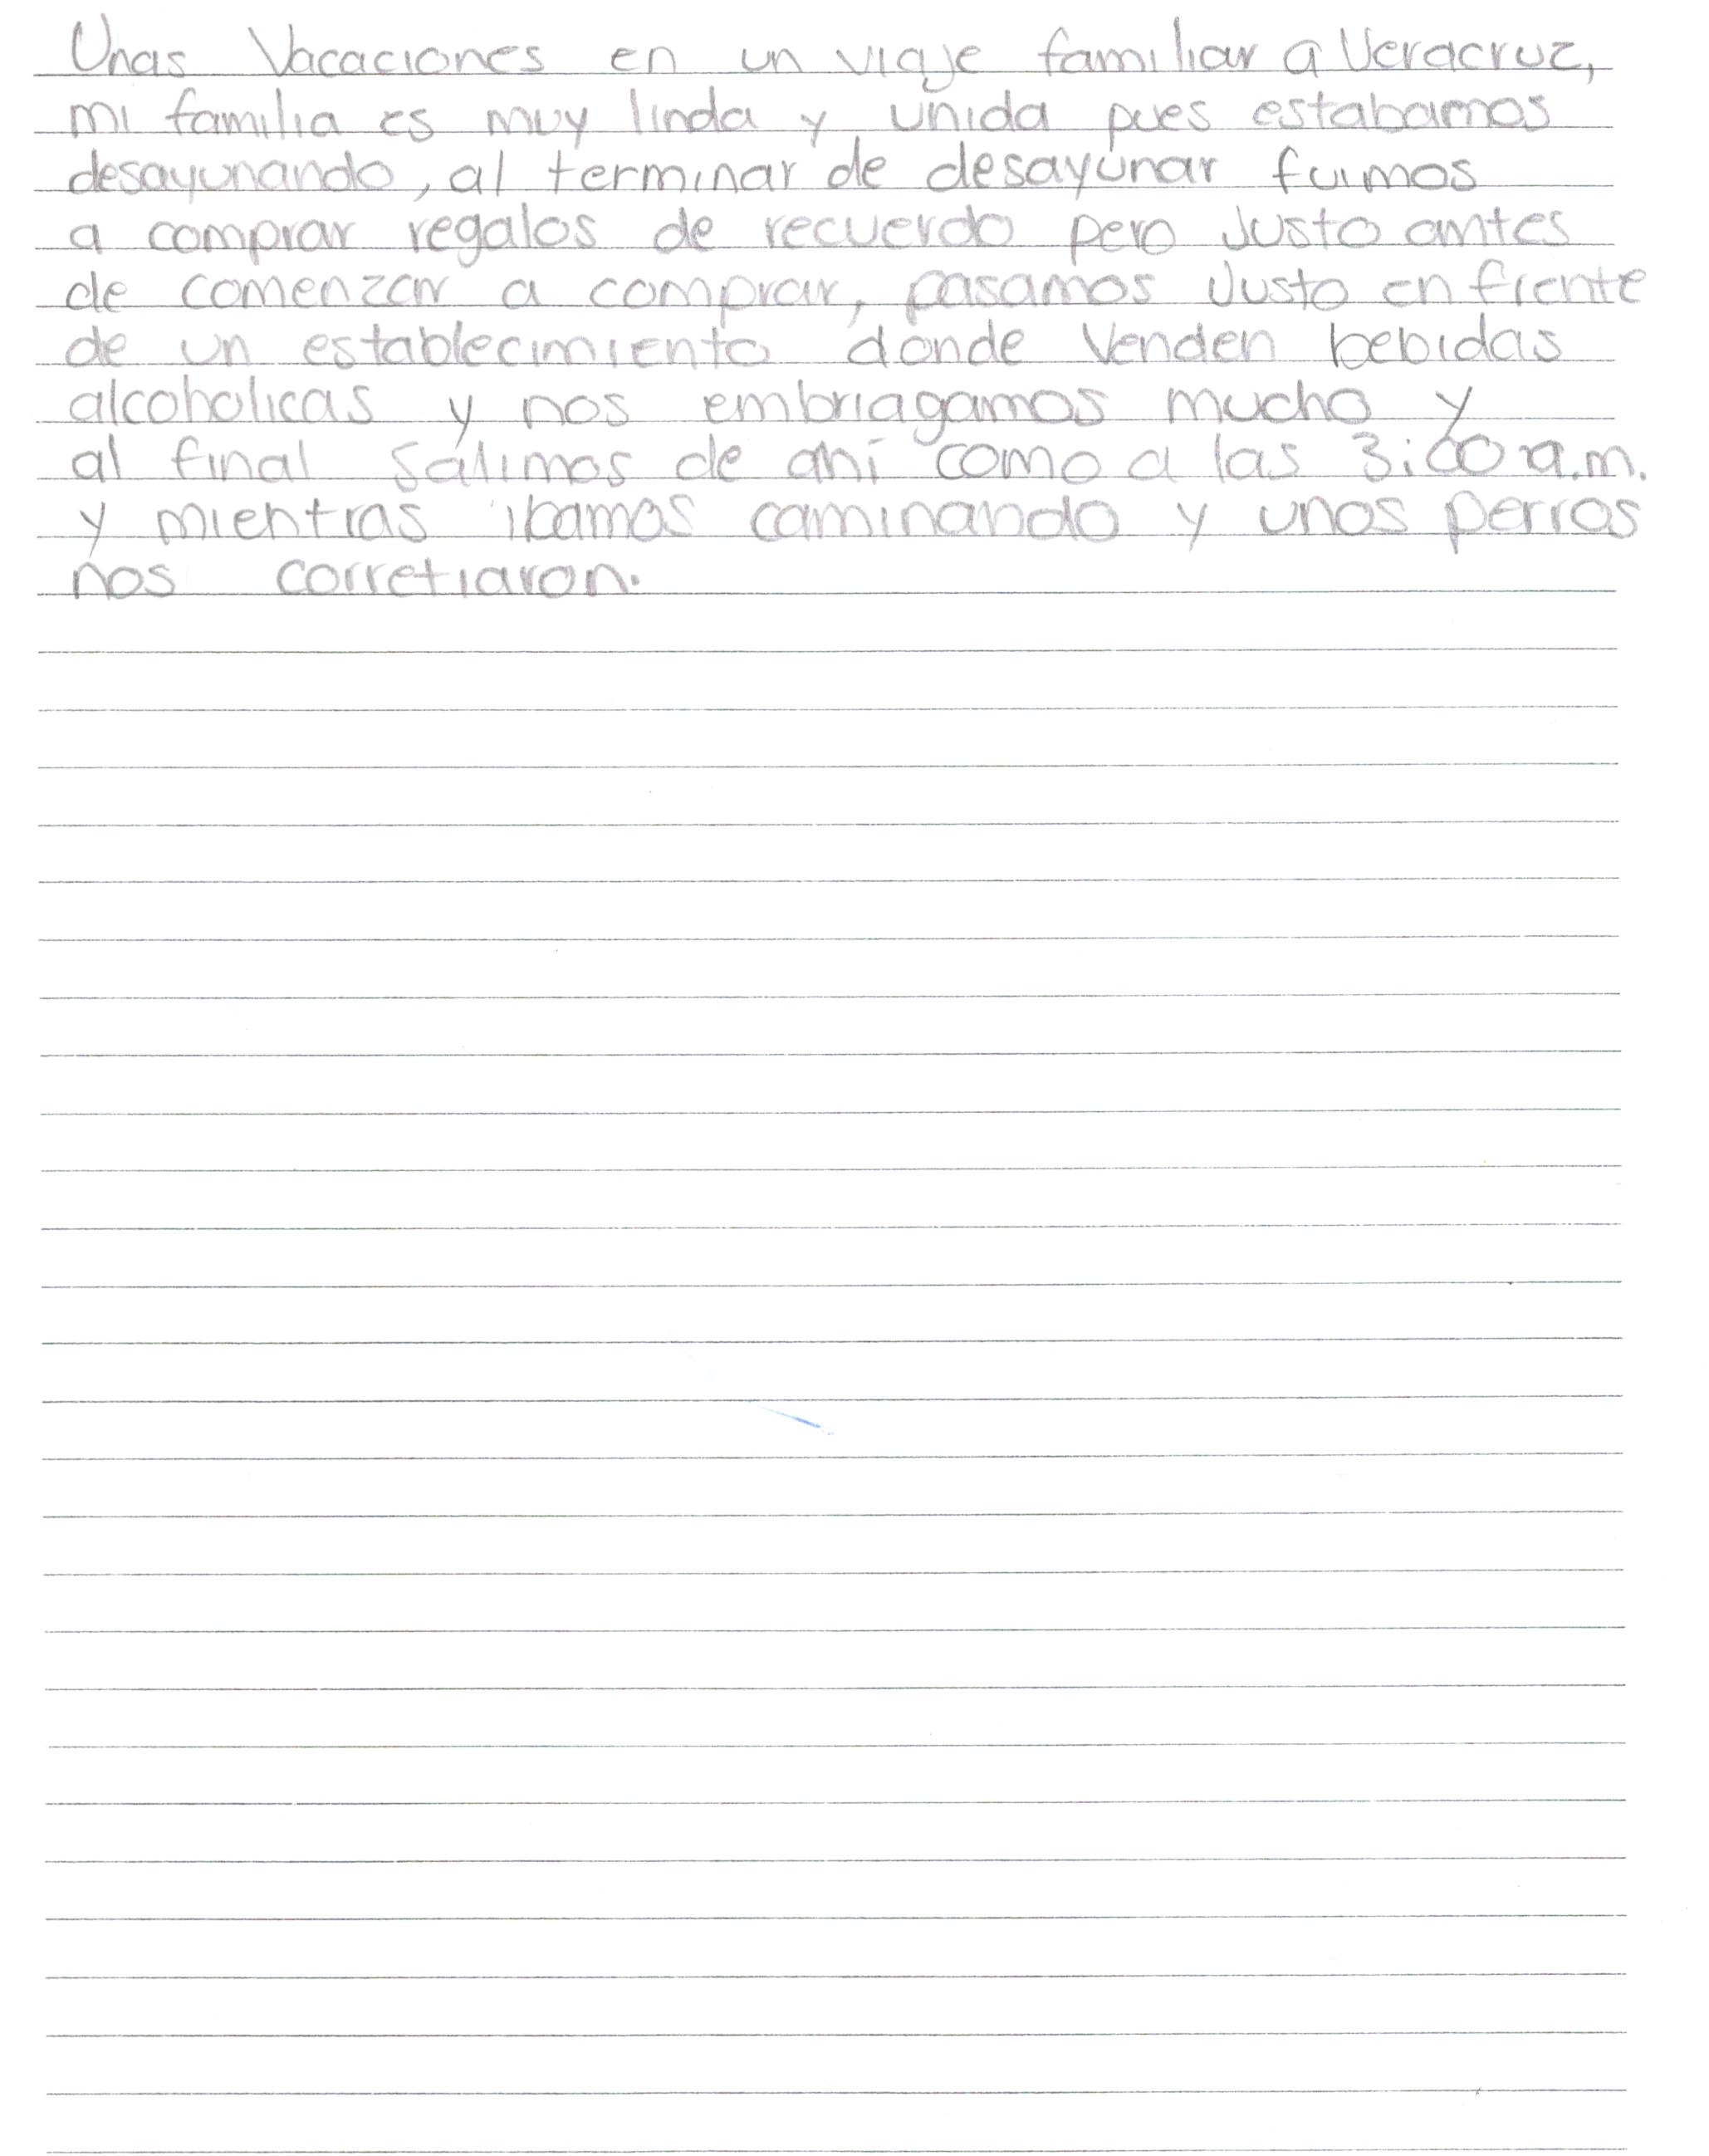 Unas Vacaciones en un viaje familiar a Veracruz,
mi familia es muy linda y unida pues estabamos
desayunando, al terminar de desayunar fuimos
a comprar regalos de recuerdo pero Justo antes
de comenzar a comprar, pasamos Justo en frente
de un establecimiento donde Venden bebidas
alcoholicas y nos embriagamos mucho y
al final salimos de ahí como a las 3:00 a.m.
y mientras ibamos caminando y unos perros
nos corretiaron.